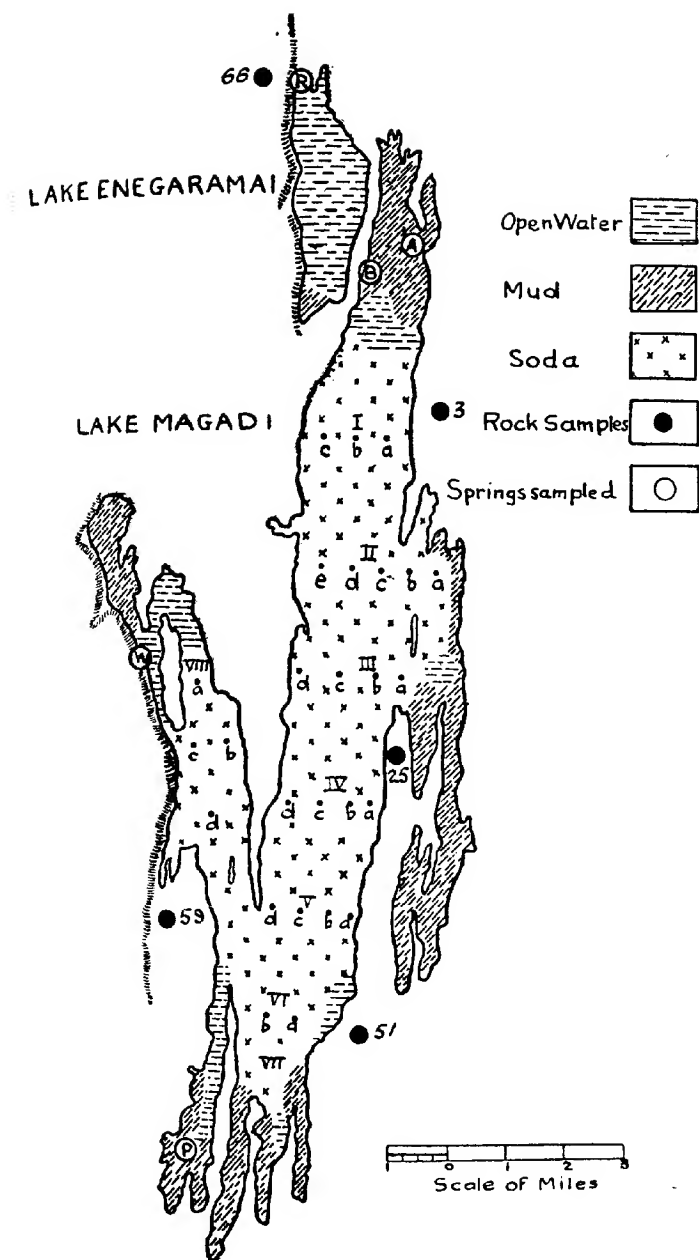 66
R
LAKE ENEGARAMAI
A
B
Open Water
Mud
Soda
Rock Samples
Springs sampled
LAKE MAGADI
3
I
c b a
II
e d c b a
W
VIII
a
III
d c b a
c b
25
IV
d c b a
d
59
V
d c b a
VI
b a
51
VII
P
1 0 1 2 3
Scale of Miles